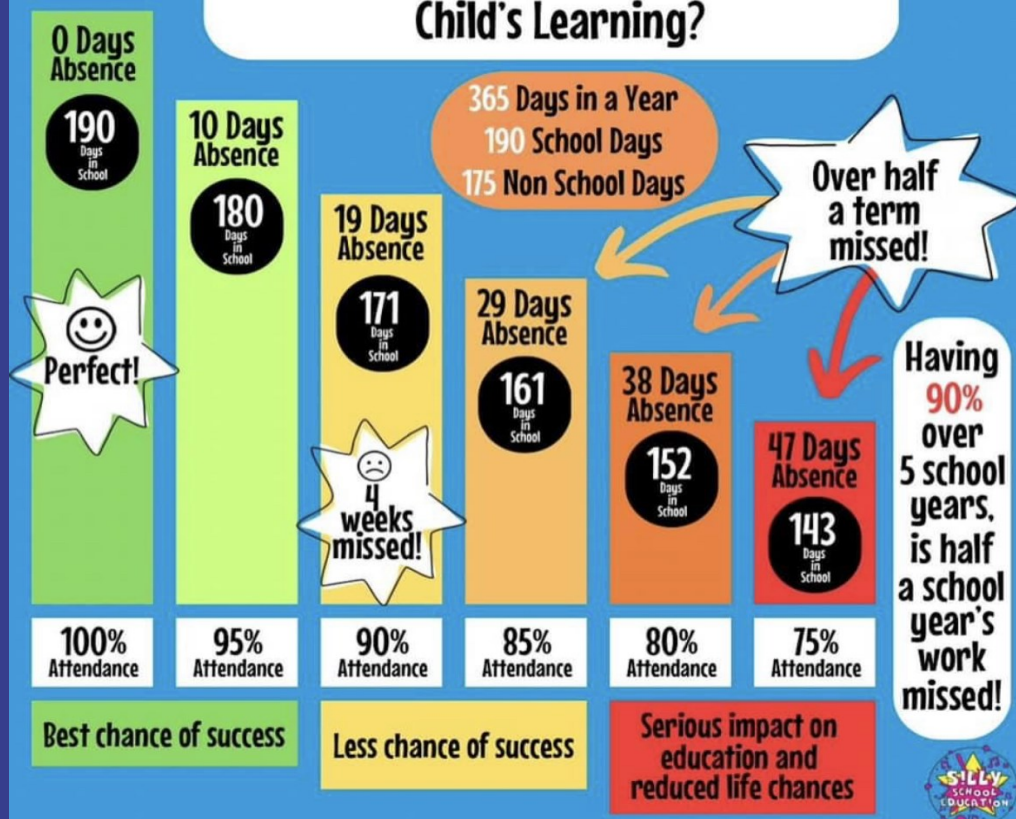 Child's Learning?
0 Days
Absence
190
Days
in
School
Perfect!
10 Days
Absence
180
Days
in
School
365 Days in a Year
190 School Days
175 Non School Days
Over half
a term
missed!
19 Days
Absence
171
Days
in
School
4
weeks
missed!
29 Days
Absence
161
Days
in
School
38 Days
Absence
152
Days
in
School
47 Days
Absence
143
Days
in
School
Having
90%
over
5 school
years,
is half
a school
year's
work
missed!
100%
Attendance
95%
Attendance
90%
Attendance
85%
Attendance
80%
Attendance
75%
Attendance
Best chance of success
Less chance of success
Serious impact on
education and
reduced life chances
SILLY
SCHOOL
EDUCATION